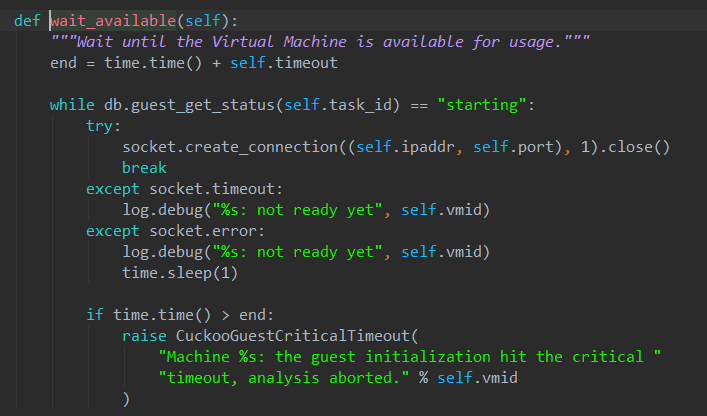 def wait_available(self):
    """Wait until the Virtual Machine is available for usage."""
    end = time.time() + self.timeout

    while db.guest_get_status(self.task_id) == "starting":
        try:
            socket.create_connection((self.ipaddr, self.port), 1).close()
            break
        except socket.timeout:
            log.debug("%s: not ready yet", self.vmid)
        except socket.error:
            log.debug("%s: not ready yet", self.vmid)
            time.sleep(1)

        if time.time() > end:
            raise CuckooGuestCriticalTimeout(
                "Machine %s: the guest initialization hit the critical "
                "timeout, analysis aborted." % self.vmid
            )